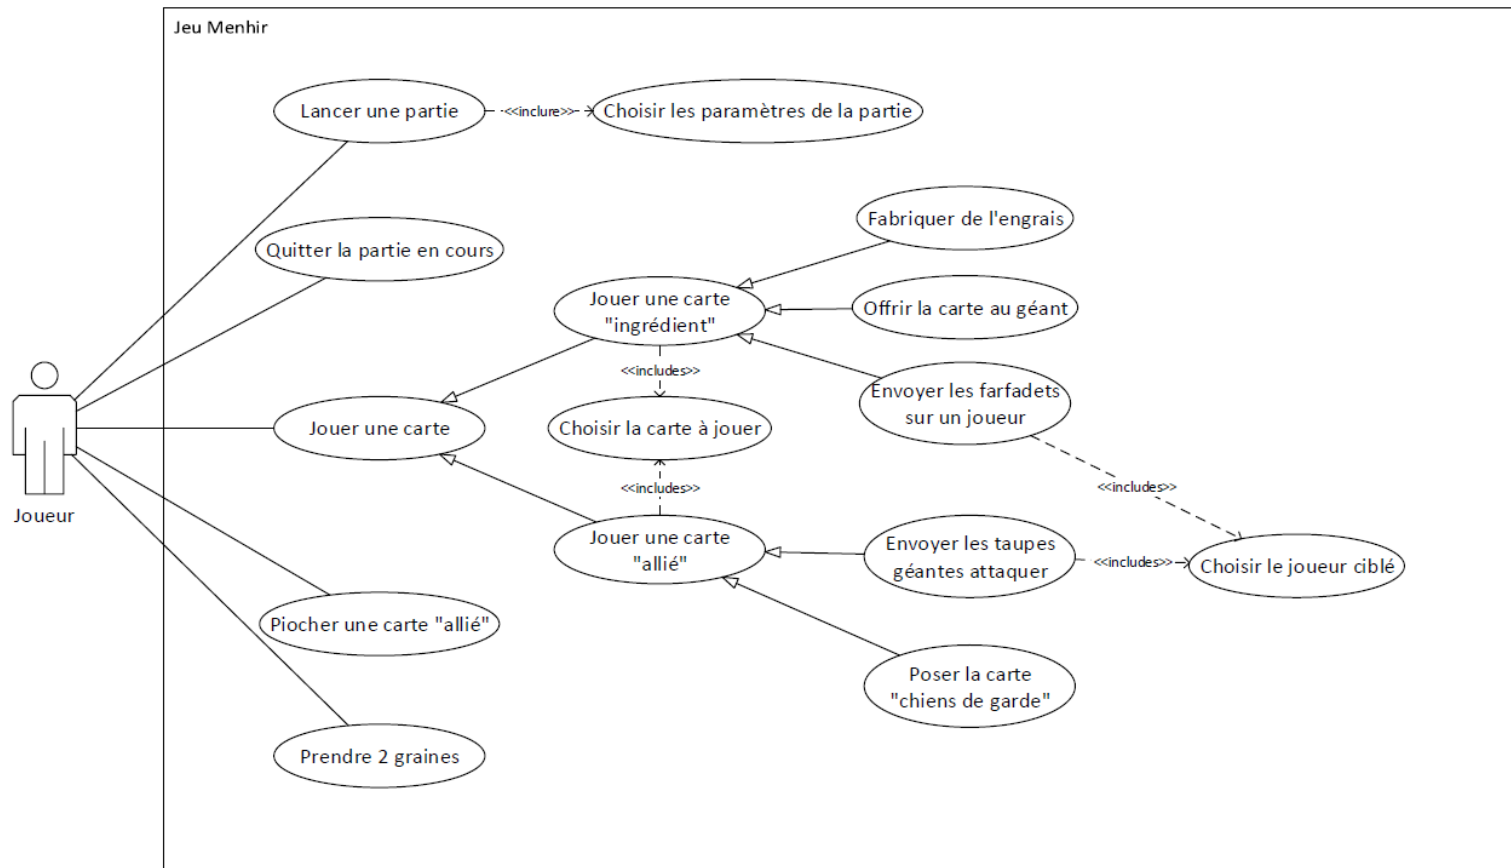 Jeu Menhir
Lancer une partie
<<inclure>>
Choisir les paramètres de la partie
Fabriquer de l'engrais
Quitter la partie en cours
Jouer une carte
"ingrédient"
Offrir la carte au géant
<<includes>>
Envoyer les farfadets
sur un joueur
Jouer une carte
Choisir la carte à jouer
<<includes>>
<<includes>>
Joueur
Jouer une carte
"allié"
Envoyer les taupes
géantes attaquer
<<includes>>
Choisir le joueur ciblé
Piocher une carte "allié"
Poser la carte
"chiens de garde"
Prendre 2 graines